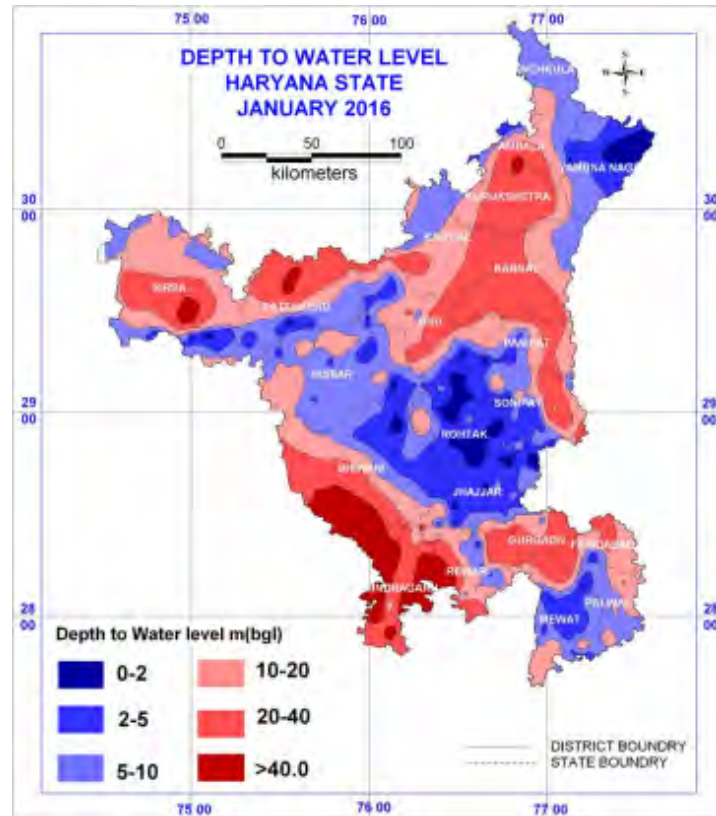 75 00 76 00 77 00
DEPTH TO WATER LEVEL
HARYANA STATE
JANUARY 2016
0 50 100
kilometers
N
W E
S
AMBALA
YAMUNA NAG
KURUKSHETRA
30
00
30
00
KAITHAL
KARNAL
SIRSA
FATEHABAD
JIND
PANIPAT
HISSAR
29
00
29
00
SONIPAT
ROHTAK
BHIWANI
JHAJJAR
GURGAON
FARIDABAD
REWARI
PALWAL
MEWAT
28
00
28
00
Depth to Water level m(bgl)
0-2 10-20
2-5 20-40
5-10 >40.0
DISTRICT BOUNDRY
STATE BOUNDRY
75 00 76 00 77 00